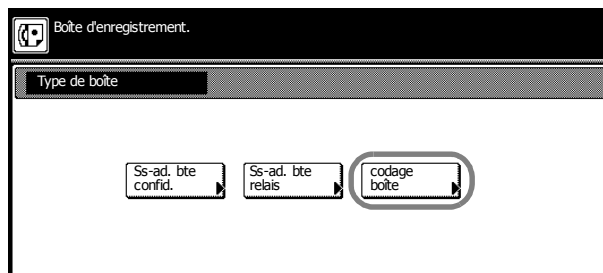 Boîte d'enregistrement.
Type de boîte
Ss-ad. bte
confid.
Ss-ad. bte
relais
codage
boîte